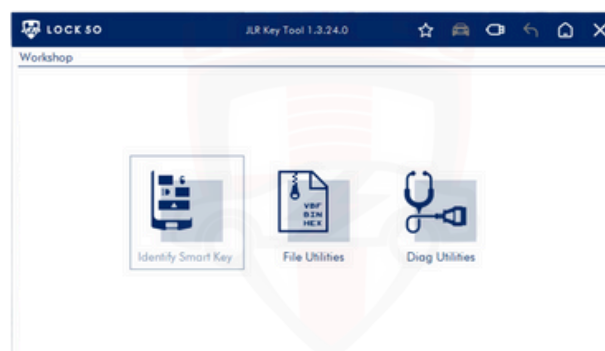 LOCK 50
JLR Key Tool 1.3.24.0
Workshop
VBF
BIN
HEX
Identify Smart Key
File Utilities
Diag Utilities